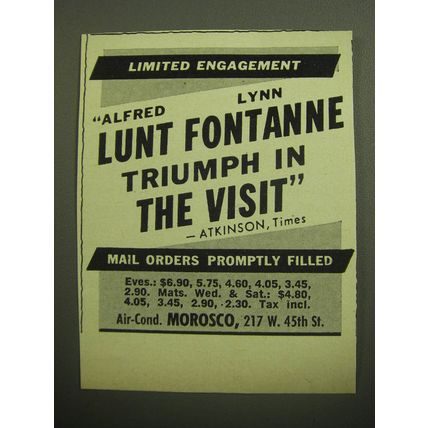 LIMITED ENGAGEMENT
"ALFRED LYNN
LUNT FONTANNE
TRIUMPH IN
THE VISIT"
— ATKINSON, Times
MAIL ORDERS PROMPTLY FILLED
Eves.: $6.90, 5.75, 4.60, 4.05, 3.45,
2.90. Mats. Wed. & Sat.: $4.80,
4.05, 3.45, 2.90, 2.30. Tax incl.
Air-Cond. MOROSCO, 217 W. 45th St.